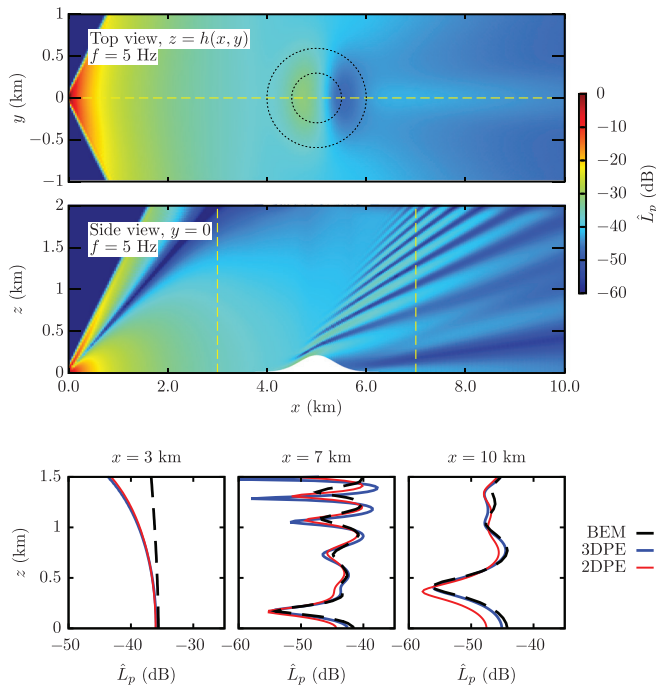 1
0.5
0
−0.5
−1
y (km)
Top view, z = h(x, y)
f = 5 Hz
2
1.5
1
0.5
0
z (km)
Side view, y = 0
f = 5 Hz
0.0
2.0
4.0
6.0
8.0
10.0
x (km)
0
−10
−20
−30
−40
−50
−60
L̂p (dB)
x = 3 km
x = 7 km
x = 10 km
1.5
1
0.5
0
z (km)
−50
−40
−30
−60
−50
−40
−60
−50
−40
L̂p (dB)
L̂p (dB)
L̂p (dB)
BEM
3DPE
2DPE